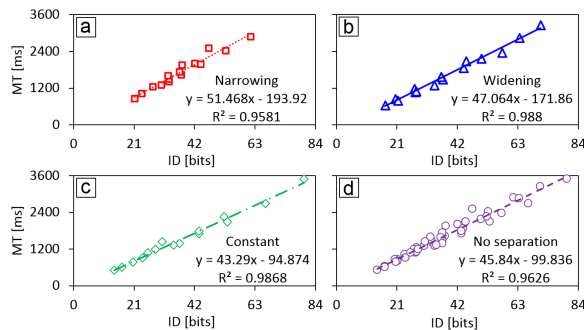 MT [ms]
3600
2400
1200
0
a
Narrowing
y = 51.468x - 193.92
R² = 0.9581
0 21 42 63 84
ID [bits]
b
Widening
y = 47.064x - 171.86
R² = 0.988
0 21 42 63 84
ID [bits]
MT [ms]
3600
2400
1200
0
c
Constant
y = 43.29x - 94.874
R² = 0.9868
0 21 42 63 84
ID [bits]
d
No separation
y = 45.84x - 99.836
R² = 0.9626
0 21 42 63 84
ID [bits]